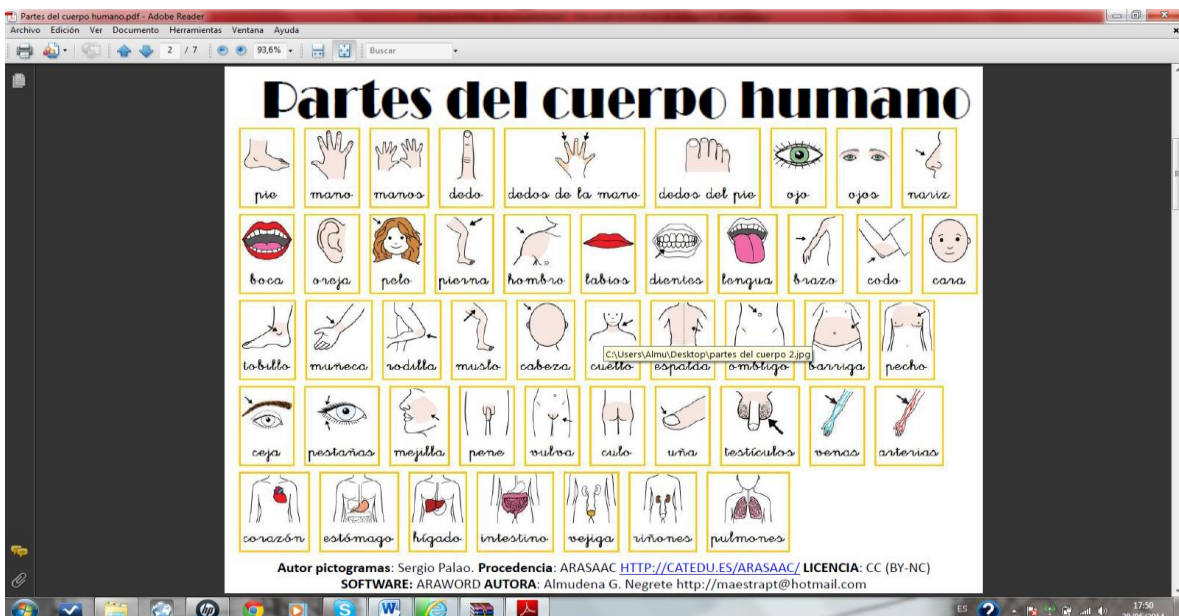 Partes del cuerpo humano.pdf - Adobe Reader
Archivo Edición Ver Documento Herramientas Ventana Ayuda
2 / 7 93,6% Buscar
Partes del cuerpo humano
pie mano manos dedo dedos de la mano dedos del pie ojo ojos nariz
boca oreja pelo pierna hombro labios dientes lengua brazo codo cara
C:\Users\Almu\Desktop\partes del cuerpo 2.jpg
tobillo muñeca rodilla muslo cabeza cuello espalda ombligo barriga pecho
ceja pestañas mejilla pene vulva culo uña testículos venas arterias
corazón estómago hígado intestino vejiga riñones pulmones
Autor pictogramas: Sergio Palao. Procedencia: ARASAAC HTTP://CATEDU.ES/ARASAAC/ LICENCIA: CC (BY-NC)
SOFTWARE: ARAWORD AUTORA: Almudena G. Negrete http://maestrapt@hotmail.com
ES 17:50